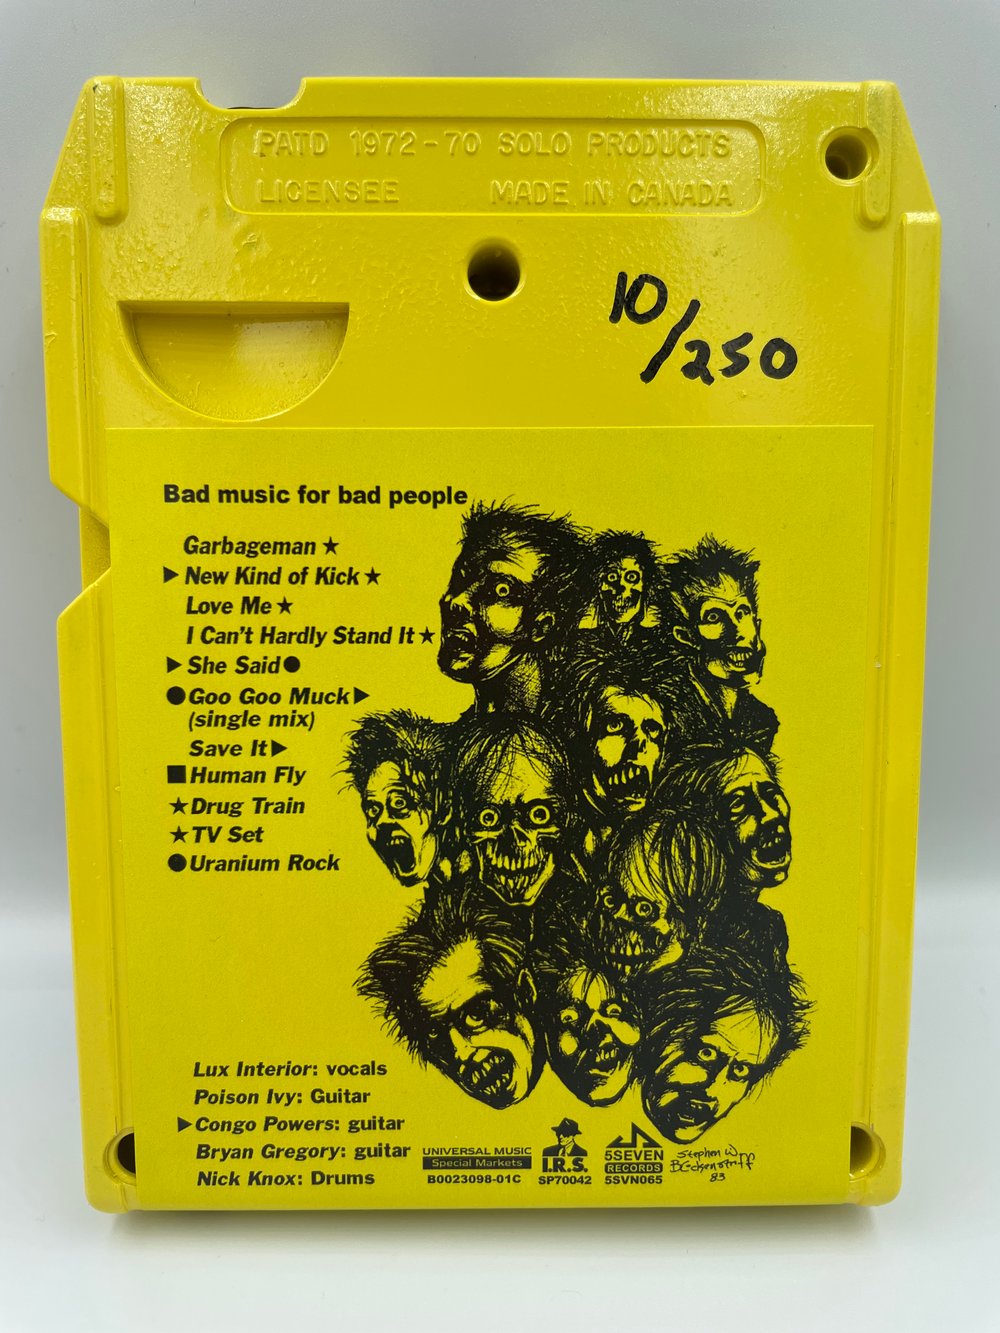 PATD 1972-70 SOLO PRODUCTS
LICENSEE MADE IN CANADA
10/250
Bad music for bad people
Garbageman ★
▶ New Kind of Kick ★
Love Me ★
I Can't Hardly Stand It ★
▶ She Said ●
● Goo Goo Muck ▶
(single mix)
Save It ▶
■ Human Fly
★ Drug Train
★ TV Set
● Uranium Rock
Lux Interior: vocals
Poison Ivy: Guitar
▶ Congo Powers: guitar
Bryan Gregory: guitar
Nick Knox: Drums
UNIVERSAL MUSIC
Special Markets
B0023098-01C
I.R.S.
SP70042
5SEVEN
RECORDS
5SVN065
Stephen W
83